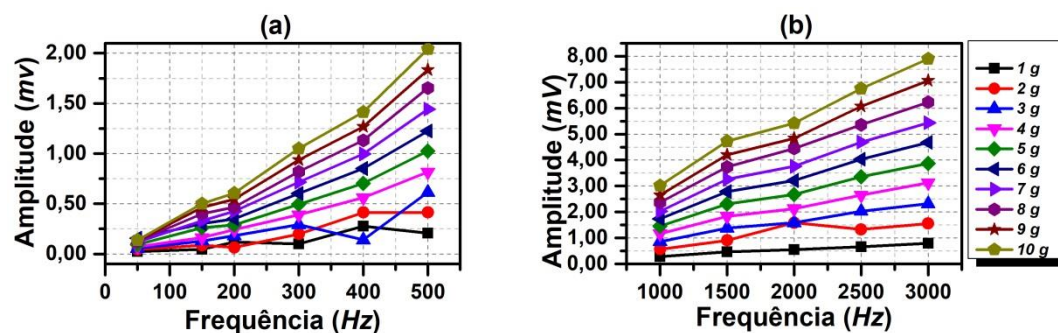 (a)
Amplitude (mv)
2,00
1,50
1,00
0,50
0,00
0 100 200 300 400 500
Frequência (Hz)
(b)
Amplitude (mV)
8,00
7,00
6,00
5,00
4,00
3,00
2,00
1,00
0,00
1000 1500 2000 2500 3000
Frequência (Hz)
1 g
2 g
3 g
4 g
5 g
6 g
7 g
8 g
9 g
10 g